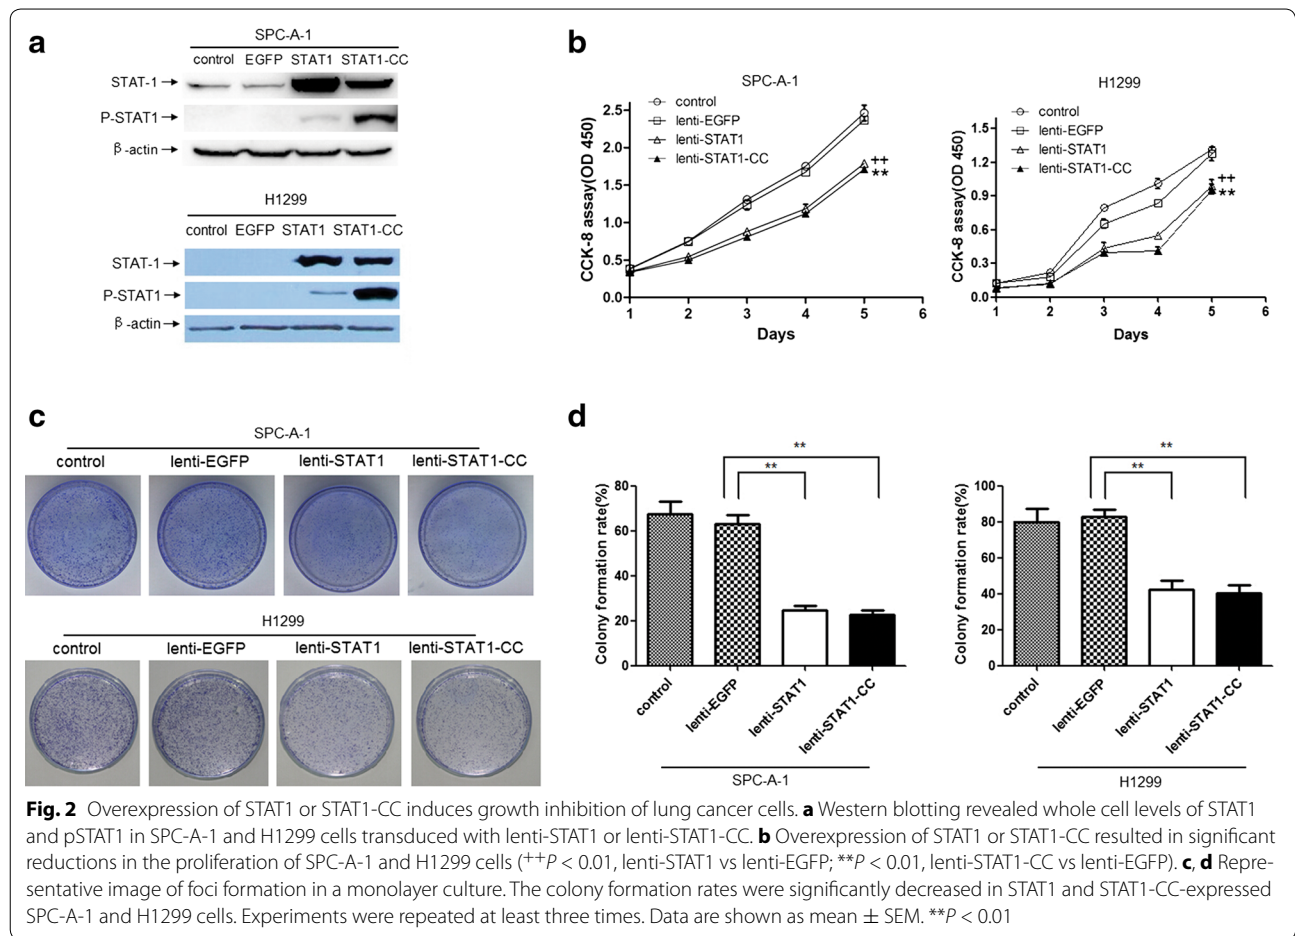 a
SPC-A-1
control EGFP STAT1 STAT1-CC
STAT-1
P-STAT1
β-actin
H1299
control EGFP STAT1 STAT1-CC
STAT-1
P-STAT1
β-actin
b
SPC-A-1
control
lenti-EGFP
lenti-STAT1
lenti-STAT1-CC
CCK-8 assay(OD 450)
2.5
2.0
1.5
1.0
0.5
0.0
1 2 3 4 5 6
Days
++
**
H1299
control
lenti-EGFP
lenti-STAT1
lenti-STAT1-CC
CCK-8 assay(OD 450)
1.5
1.2
0.9
0.6
0.3
0.0
1 2 3 4 5 6
Days
++
**
c
SPC-A-1
control lenti-EGFP lenti-STAT1 lenti-STAT1-CC
H1299
control lenti-EGFP lenti-STAT1 lenti-STAT1-CC
d
**
**
Colony formation rate(%)
80
60
40
20
0
control lenti-EGFP lenti-STAT1 lenti-STAT1-CC
SPC-A-1
**
**
Colony formation rate(%)
100
80
60
40
20
0
control lenti-EGFP lenti-STAT1 lenti-STAT1-CC
H1299
Fig. 2 Overexpression of STAT1 or STAT1-CC induces growth inhibition of lung cancer cells. a Western blotting revealed whole cell levels of STAT1
and pSTAT1 in SPC-A-1 and H1299 cells transduced with lenti-STAT1 or lenti-STAT1-CC. b Overexpression of STAT1 or STAT1-CC resulted in significant
reductions in the proliferation of SPC-A-1 and H1299 cells (++P < 0.01, lenti-STAT1 vs lenti-EGFP; **P < 0.01, lenti-STAT1-CC vs lenti-EGFP). c, d Repre-
sentative image of foci formation in a monolayer culture. The colony formation rates were significantly decreased in STAT1 and STAT1-CC-expressed
SPC-A-1 and H1299 cells. Experiments were repeated at least three times. Data are shown as mean ± SEM. **P < 0.01